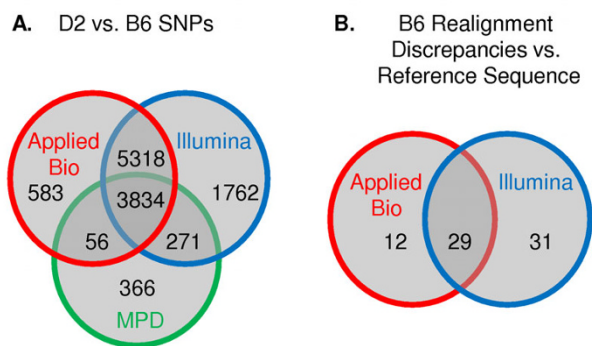 A. D2 vs. B6 SNPs
Applied
Bio
Illumina
5318
583
3834
1762
56
271
366
MPD
B. B6 Realignment
Discrepancies vs.
Reference Sequence
Applied
Bio
Illumina
12
29
31